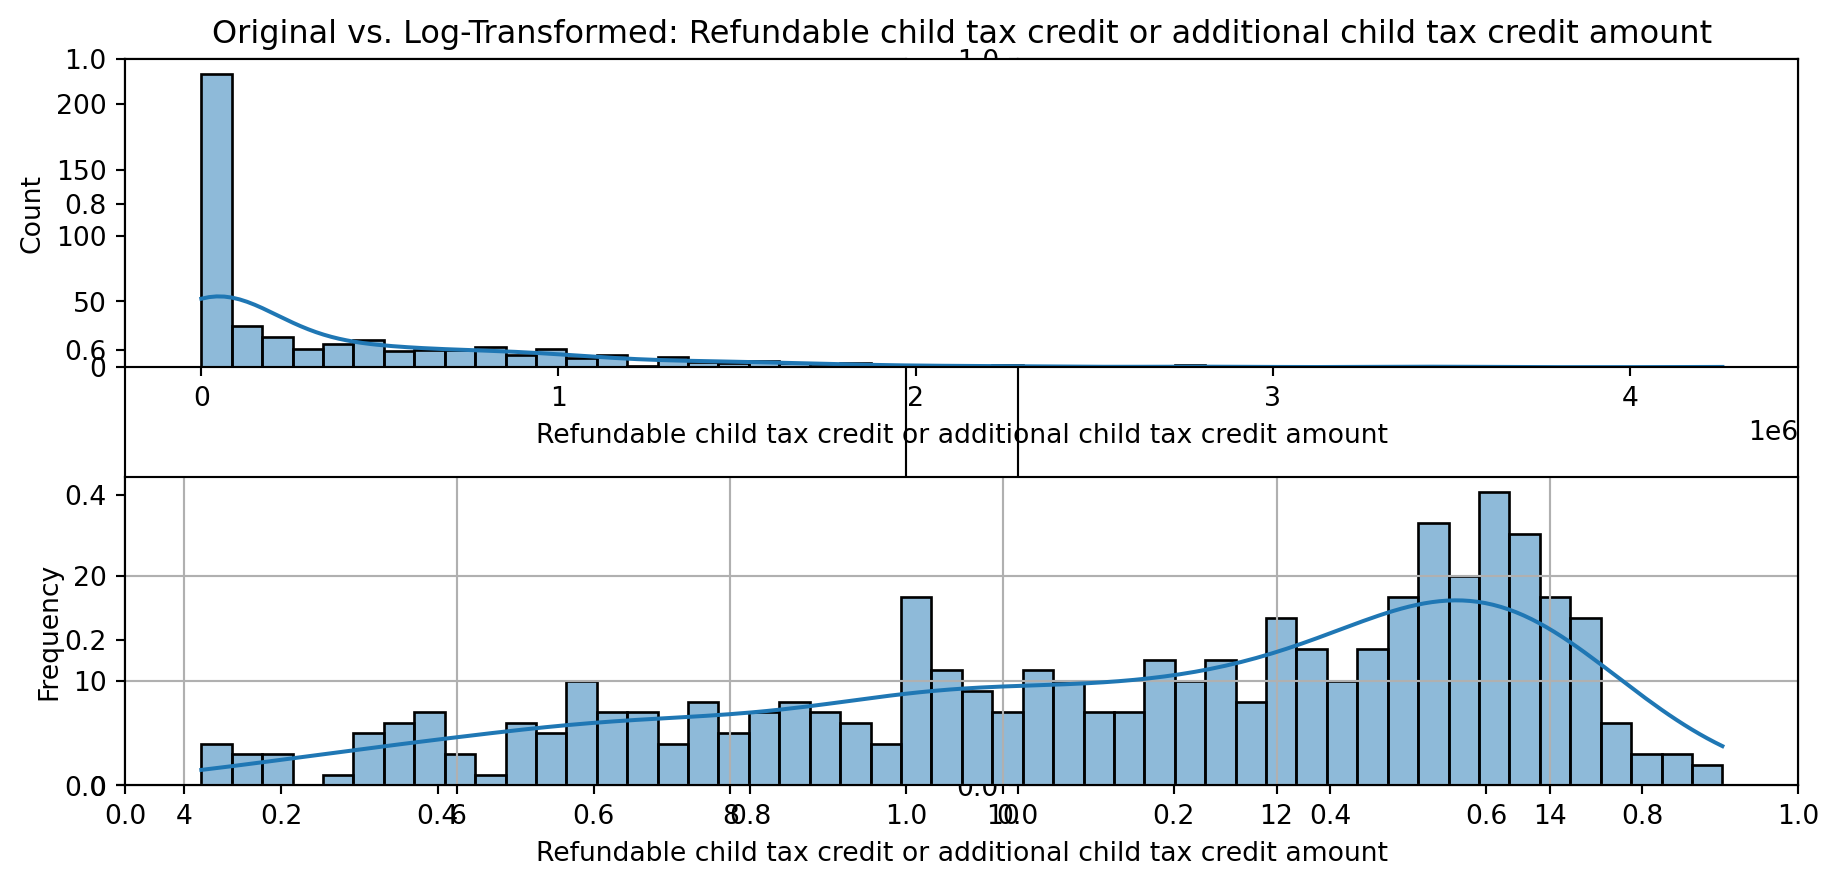 Original vs. Log-Transformed: Refundable child tax credit or additional child tax credit amount
1.0
1.0
200
150
0.8
Count
100
50
0.6
0
0 1 2 3 4
Refundable child tax credit or additional child tax credit amount
1e6
0.4
20
Frequency
0.2
10
0.0
0
0.0
0.0 4 0.2 0.4 6 0.6 8 0.8 1.0 10 0.0 0.2 12 0.4 0.6 14 0.8 1.0
Refundable child tax credit or additional child tax credit amount